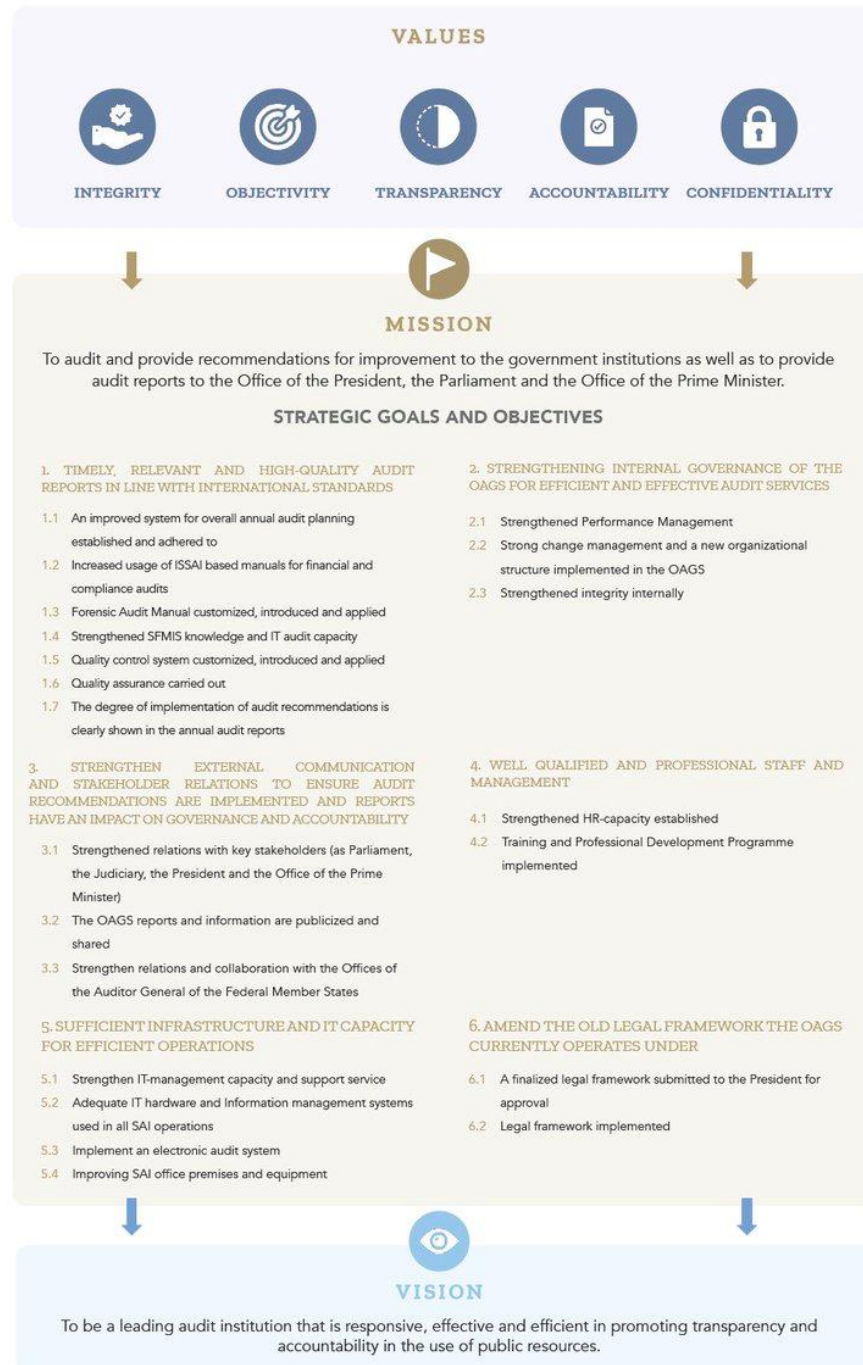 VALUES
INTEGRITY
OBJECTIVITY
TRANSPARENCY
ACCOUNTABILITY
CONFIDENTIALITY
MISSION
To audit and provide recommendations for improvement to the government institutions as well as to provide
audit reports to the Office of the President, the Parliament and the Office of the Prime Minister.
STRATEGIC GOALS AND OBJECTIVES
1. TIMELY, RELEVANT AND HIGH-QUALITY AUDIT
REPORTS IN LINE WITH INTERNATIONAL STANDARDS
1.1 An improved system for overall annual audit planning
established and adhered to
1.2 Increased usage of ISSAI based manuals for financial and
compliance audits
1.3 Forensic Audit Manual customized, introduced and applied
1.4 Strengthened SFMIS knowledge and IT audit capacity
1.5 Quality control system customized, introduced and applied
1.6 Quality assurance carried out
1.7 The degree of implementation of audit recommendations is
clearly shown in the annual audit reports
2. STRENGTHENING INTERNAL GOVERNANCE OF THE
OAGS FOR EFFICIENT AND EFFECTIVE AUDIT SERVICES
2.1 Strengthened Performance Management
2.2 Strong change management and a new organizational
structure implemented in the OAGS
2.3 Strengthened integrity internally
3. STRENGTHEN EXTERNAL COMMUNICATION
AND STAKEHOLDER RELATIONS TO ENSURE AUDIT
RECOMMENDATIONS ARE IMPLEMENTED AND REPORTS
HAVE AN IMPACT ON GOVERNANCE AND ACCOUNTABILITY
3.1 Strengthened relations with key stakeholders (as Parliament,
the Judiciary, the President and the Office of the Prime
Minister)
3.2 The OAGS reports and information are publicized and
shared
3.3 Strengthen relations and collaboration with the Offices of
the Auditor General of the Federal Member States
4. WELL QUALIFIED AND PROFESSIONAL STAFF AND
MANAGEMENT
4.1 Strengthened HR-capacity established
4.2 Training and Professional Development Programme
implemented
5. SUFFICIENT INFRASTRUCTURE AND IT CAPACITY
FOR EFFICIENT OPERATIONS
5.1 Strengthen IT-management capacity and support service
5.2 Adequate IT hardware and Information management systems
used in all SAI operations
5.3 Implement an electronic audit system
5.4 Improving SAI office premises and equipment
6. AMEND THE OLD LEGAL FRAMEWORK THE OAGS
CURRENTLY OPERATES UNDER
6.1 A finalized legal framework submitted to the President for
approval
6.2 Legal framework implemented
VISION
To be a leading audit institution that is responsive, effective and efficient in promoting transparency and
accountability in the use of public resources.